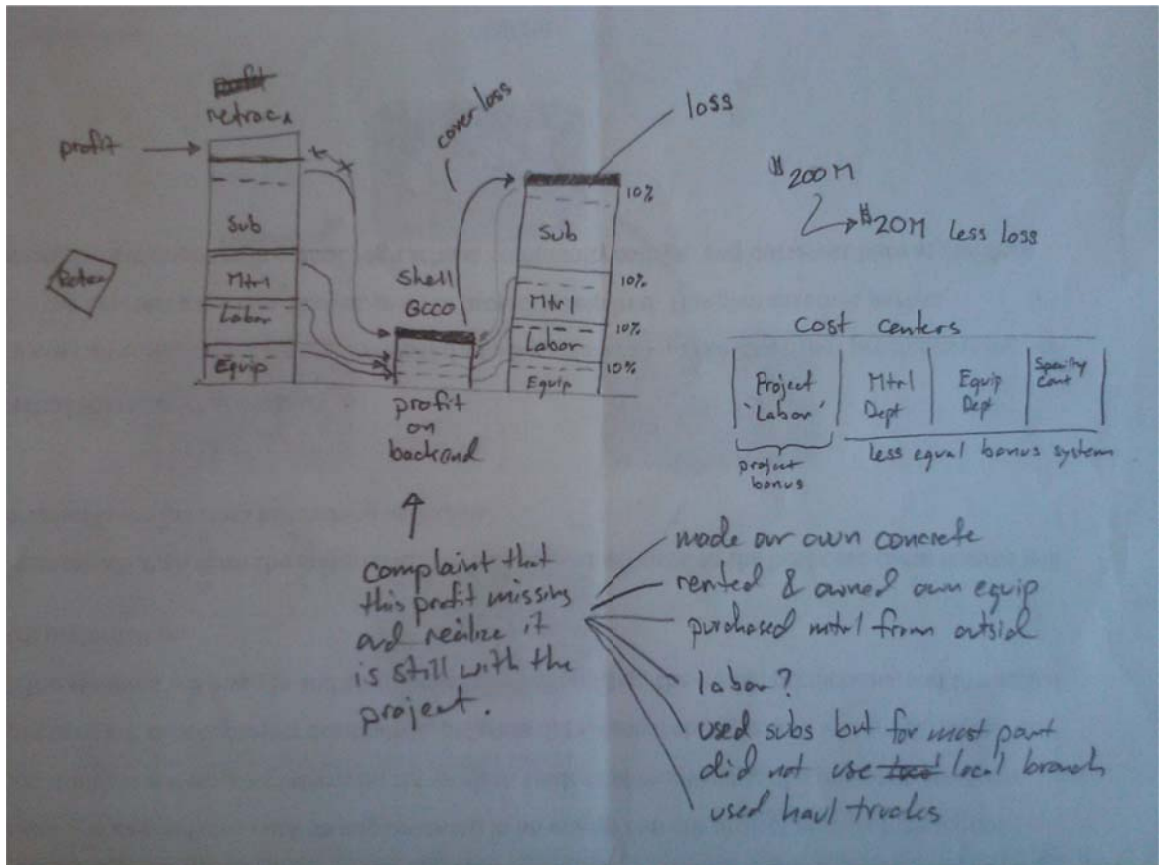 profit
retrac
profit
cover loss
loss
Sub
Mtrl
Labor
Equip
Shell
GCCO
profit
on
backend
10%
Sub
10%
Mtrl
10%
Labor
10%
Equip
$200M
$20M less loss
cost centers
Project
'Labor'
Mtrl
Dept
Equip
Dept
Cont
project
bonus
less equal bonus system
complaint that
this profit missing
and realize it
is still with the
project.
made our own concrete
rented & owned own equip
purchased mtrl from outside
labor?
used subs but for most part
did not use local branch
used haul trucks